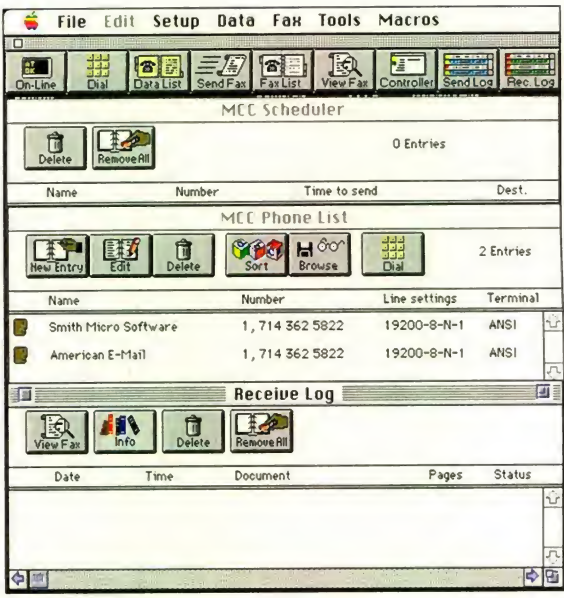 File Edit Setup Data Fax Tools Macros
AT OK
On-Line Dial Data List Send Fax Fax List View Fax Controller Send Log Rec. Log
MCC Scheduler
Delete Remove All 0 Entries
Name Number Time to send Dest.
MCC Phone List
New Entry Edit Delete Sort Browse Dial 2 Entries
Name Number Line settings Terminal
Smith Micro Software 1, 714 362 5822 19200-8-N-1 ANSI
American E-Mail 1, 714 362 5822 19200-8-N-1 ANSI
Receive Log
View Fax Info Delete Remove All
Date Time Document Pages Status